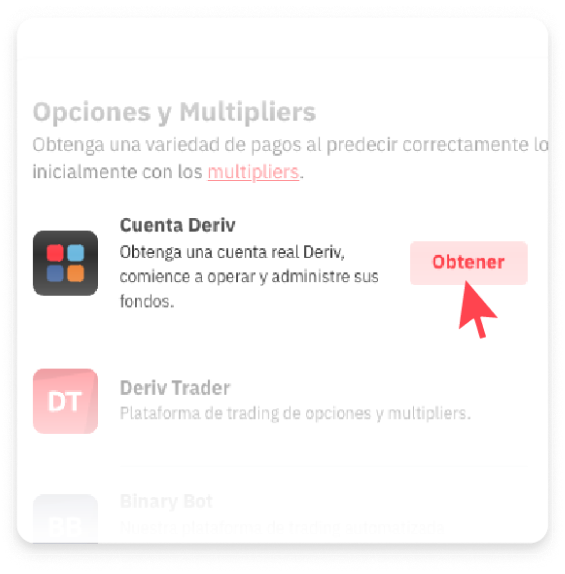 Opciones y Multipliers
Obtenga una variedad de pagos al predecir correctamente lo
inicialmente con los multipliers.
Cuenta Deriv
Obtenga una cuenta real Deriv,
comience a operar y administre sus
fondos.
Obtener
DT
Deriv Trader
Plataforma de trading de opciones y multipliers.
Binary Bot